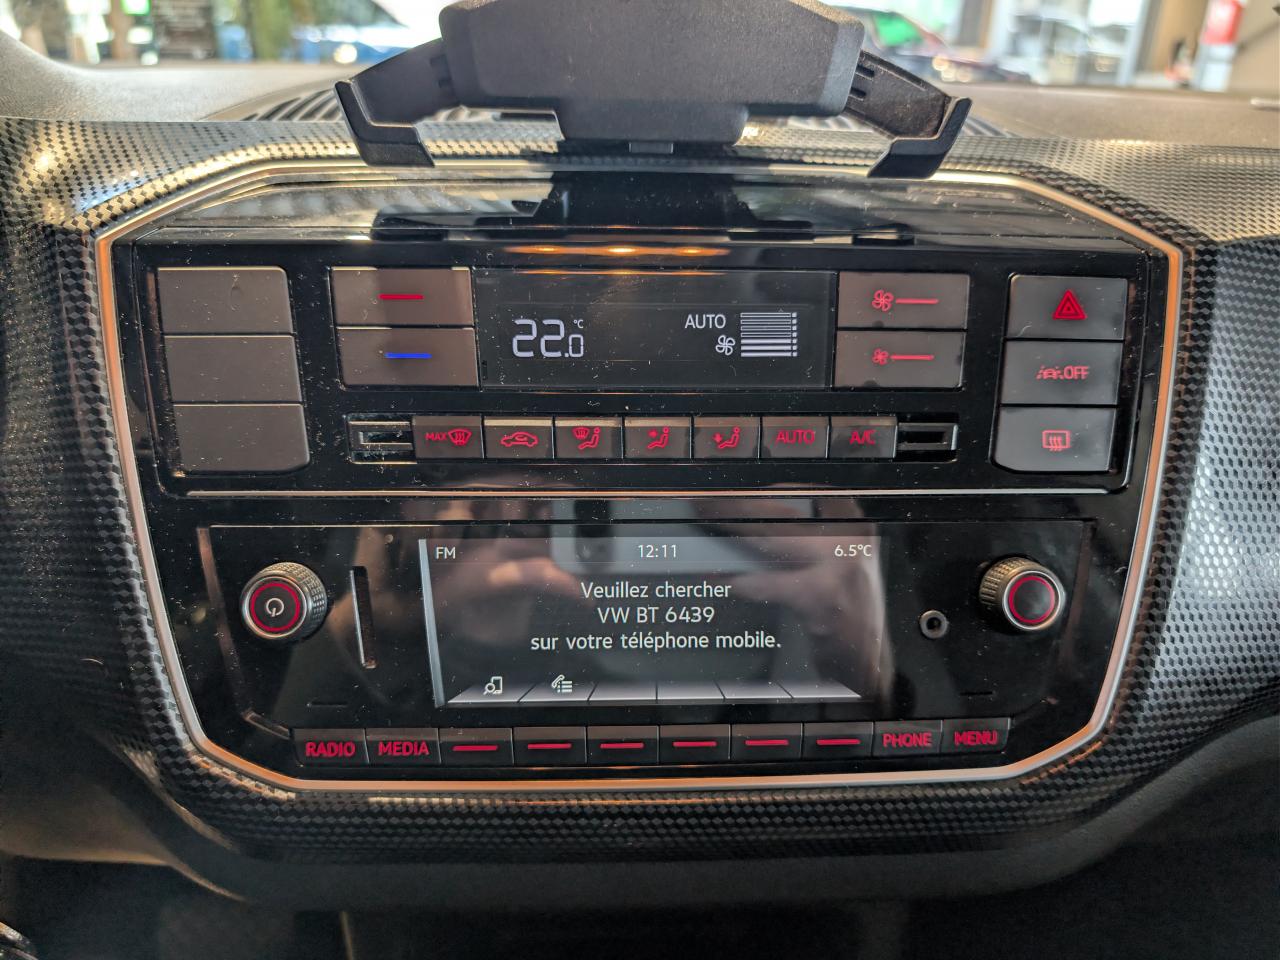 22.0 °C
AUTO
OFF
MAX
AUTO
A/C
FM 12:11 6.5°C
Veuillez chercher
VW BT 6439
sur votre téléphone mobile.
RADIO MEDIA PHONE MENU